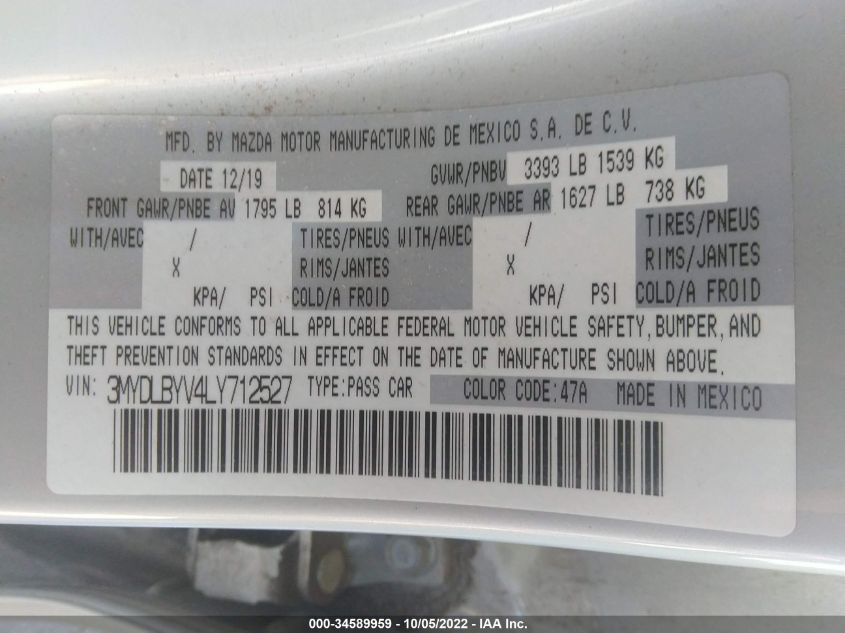 MFD. BY MAZDA MOTOR MANUFACTURING DE MEXICO S.A. DE C.V.
DATE 12/19 GVWR/PNBV 3393 LB 1539 KG
FRONT GAWR/PNBE AV 1795 LB 814 KG REAR GAWR/PNBE AR 1627 LB 738 KG
WITH/AVEC / TIRES/PNEUS WITH/AVEC / TIRES/PNEUS
X RIMS/JANTES X RIMS/JANTES
KPA/ PSI COLD/A FROID KPA/ PSI COLD/A FROID
THIS VEHICLE CONFORMS TO ALL APPLICABLE FEDERAL MOTOR VEHICLE SAFETY, BUMPER, AND
THEFT PREVENTION STANDARDS IN EFFECT ON THE DATE OF MANUFACTURE SHOWN ABOVE.
VIN: 3MYDLBYV4LY712527 TYPE:PASS CAR COLOR CODE:47A MADE IN MEXICO
000-34589959 - 10/05/2022 - IAA Inc.